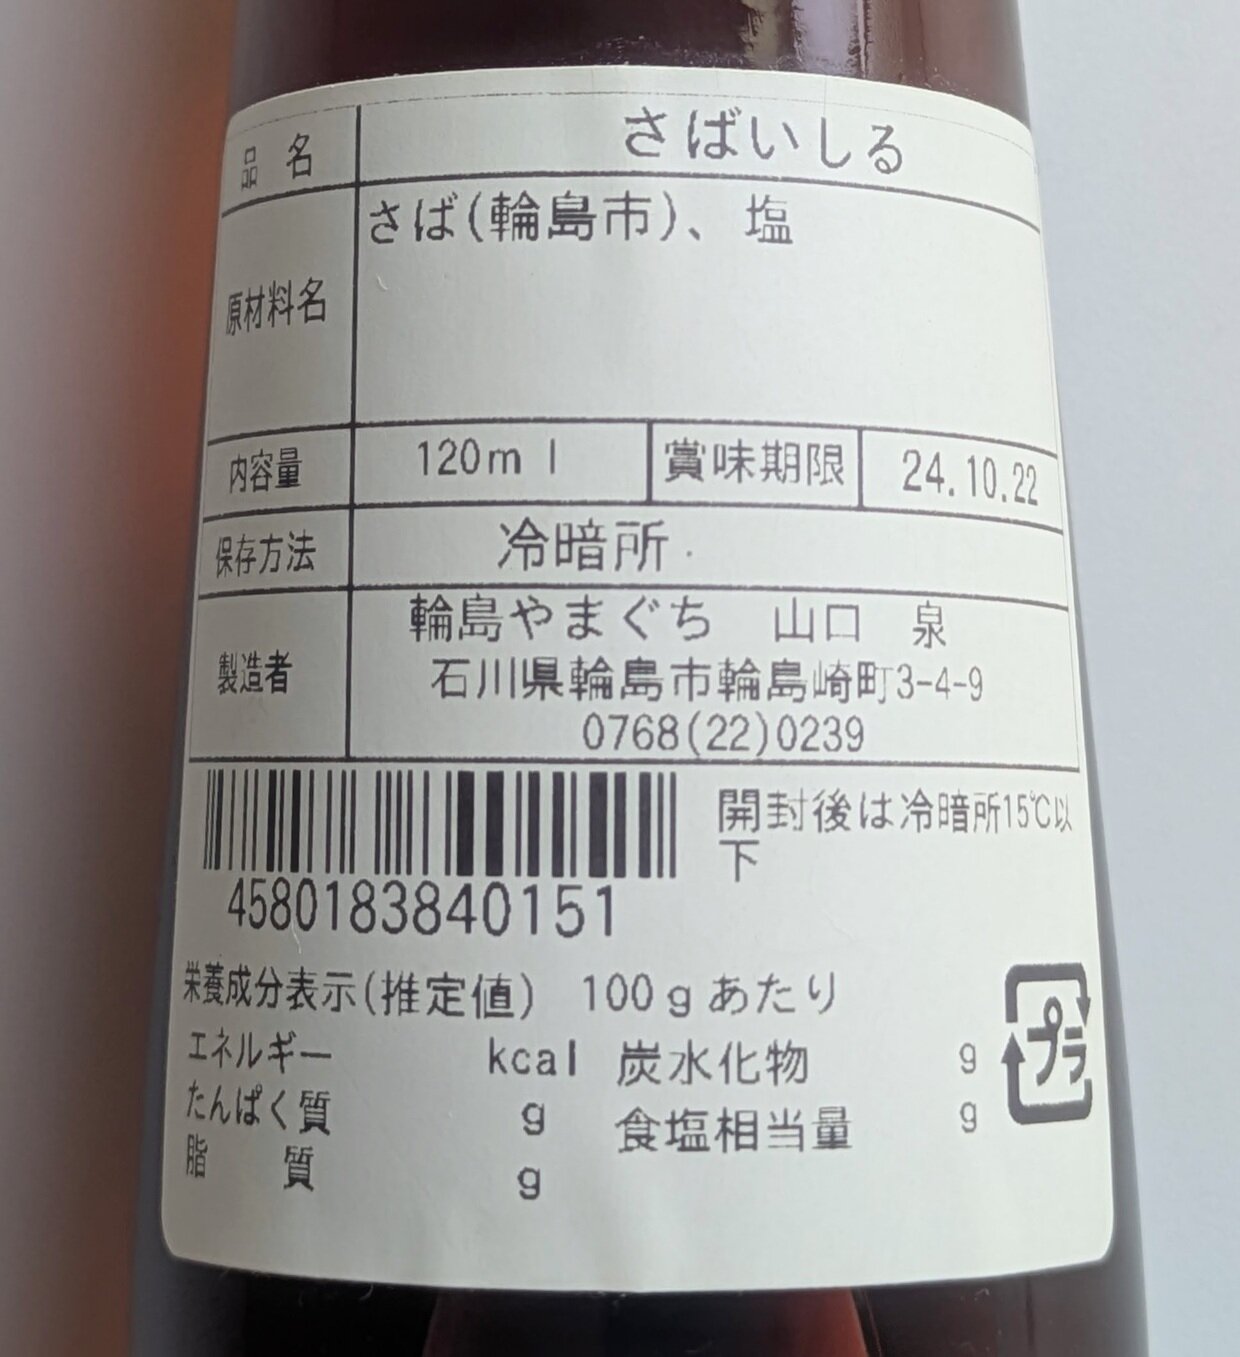 品名 さばいしる
原材料名 さば(輪島市)、塩
内容量 120ml 賞味期限 24.10.22
保存方法 冷暗所
製造者 輪島やまぐち 山口 泉
石川県輪島市輪島崎町3-4-9
0768(22)0239
開封後は冷暗所15℃以
下
4580183840151
栄養成分表示(推定値) 100gあたり
エネルギー kcal 炭水化物 g
たんぱく質 g 食塩相当量 g
脂質 g
プラ